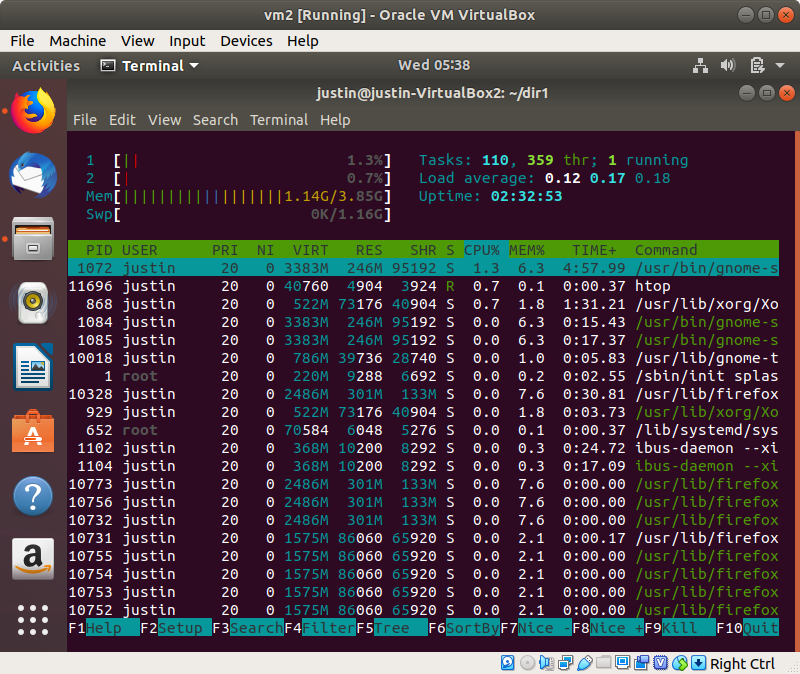 vm2 [Running] - Oracle VM VirtualBox
File Machine View Input Devices Help
Activities Terminal Wed 05:38
justin@justin-VirtualBox2: ~/dir1
File Edit View Search Terminal Help
1 [|| 1.3%] Tasks: 110, 359 thr; 1 running
2 [| 0.7%] Load average: 0.12 0.17 0.18
Mem[||||||||||||||||||1.14G/3.85G] Uptime: 02:32:53
Swp[ 0K/1.16G]
PID USER PRI NI VIRT RES SHR S CPU% MEM% TIME+ Command
1072 justin 20 0 3383M 246M 95192 S 1.3 6.3 4:57.99 /usr/bin/gnome-s
11696 justin 20 0 40760 4904 3924 R 0.7 0.1 0:00.37 htop
868 justin 20 0 522M 73176 40904 S 0.7 1.8 1:31.21 /usr/lib/xorg/Xo
1084 justin 20 0 3383M 246M 95192 S 0.0 6.3 0:15.43 /usr/bin/gnome-s
1085 justin 20 0 3383M 246M 95192 S 0.0 6.3 0:17.37 /usr/bin/gnome-s
10018 justin 20 0 786M 39736 28740 S 0.0 1.0 0:05.83 /usr/lib/gnome-t
1 root 20 0 220M 9288 6692 S 0.0 0.2 0:02.55 /sbin/init splas
10328 justin 20 0 2486M 301M 133M S 0.0 7.6 0:30.81 /usr/lib/firefox
929 justin 20 0 522M 73176 40904 S 0.0 1.8 0:03.73 /usr/lib/xorg/Xo
652 root 20 0 70584 6048 5276 S 0.0 0.1 0:00.37 /lib/systemd/sys
1102 justin 20 0 368M 10200 8292 S 0.0 0.3 0:24.72 ibus-daemon --xi
1104 justin 20 0 368M 10200 8292 S 0.0 0.3 0:17.09 ibus-daemon --xi
10773 justin 20 0 2486M 301M 133M S 0.0 7.6 0:00.00 /usr/lib/firefox
10756 justin 20 0 2486M 301M 133M S 0.0 7.6 0:00.00 /usr/lib/firefox
10732 justin 20 0 2486M 301M 133M S 0.0 7.6 0:00.00 /usr/lib/firefox
10731 justin 20 0 1575M 86060 65920 S 0.0 2.1 0:00.17 /usr/lib/firefox
10755 justin 20 0 1575M 86060 65920 S 0.0 2.1 0:00.00 /usr/lib/firefox
10754 justin 20 0 1575M 86060 65920 S 0.0 2.1 0:00.00 /usr/lib/firefox
10753 justin 20 0 1575M 86060 65920 S 0.0 2.1 0:00.00 /usr/lib/firefox
10752 justin 20 0 1575M 86060 65920 S 0.0 2.1 0:00.00 /usr/lib/firefox
F1Help F2Setup F3SearchF4FilterF5Tree F6SortByF7Nice -F8Nice +F9Kill F10Quit
Right Ctrl